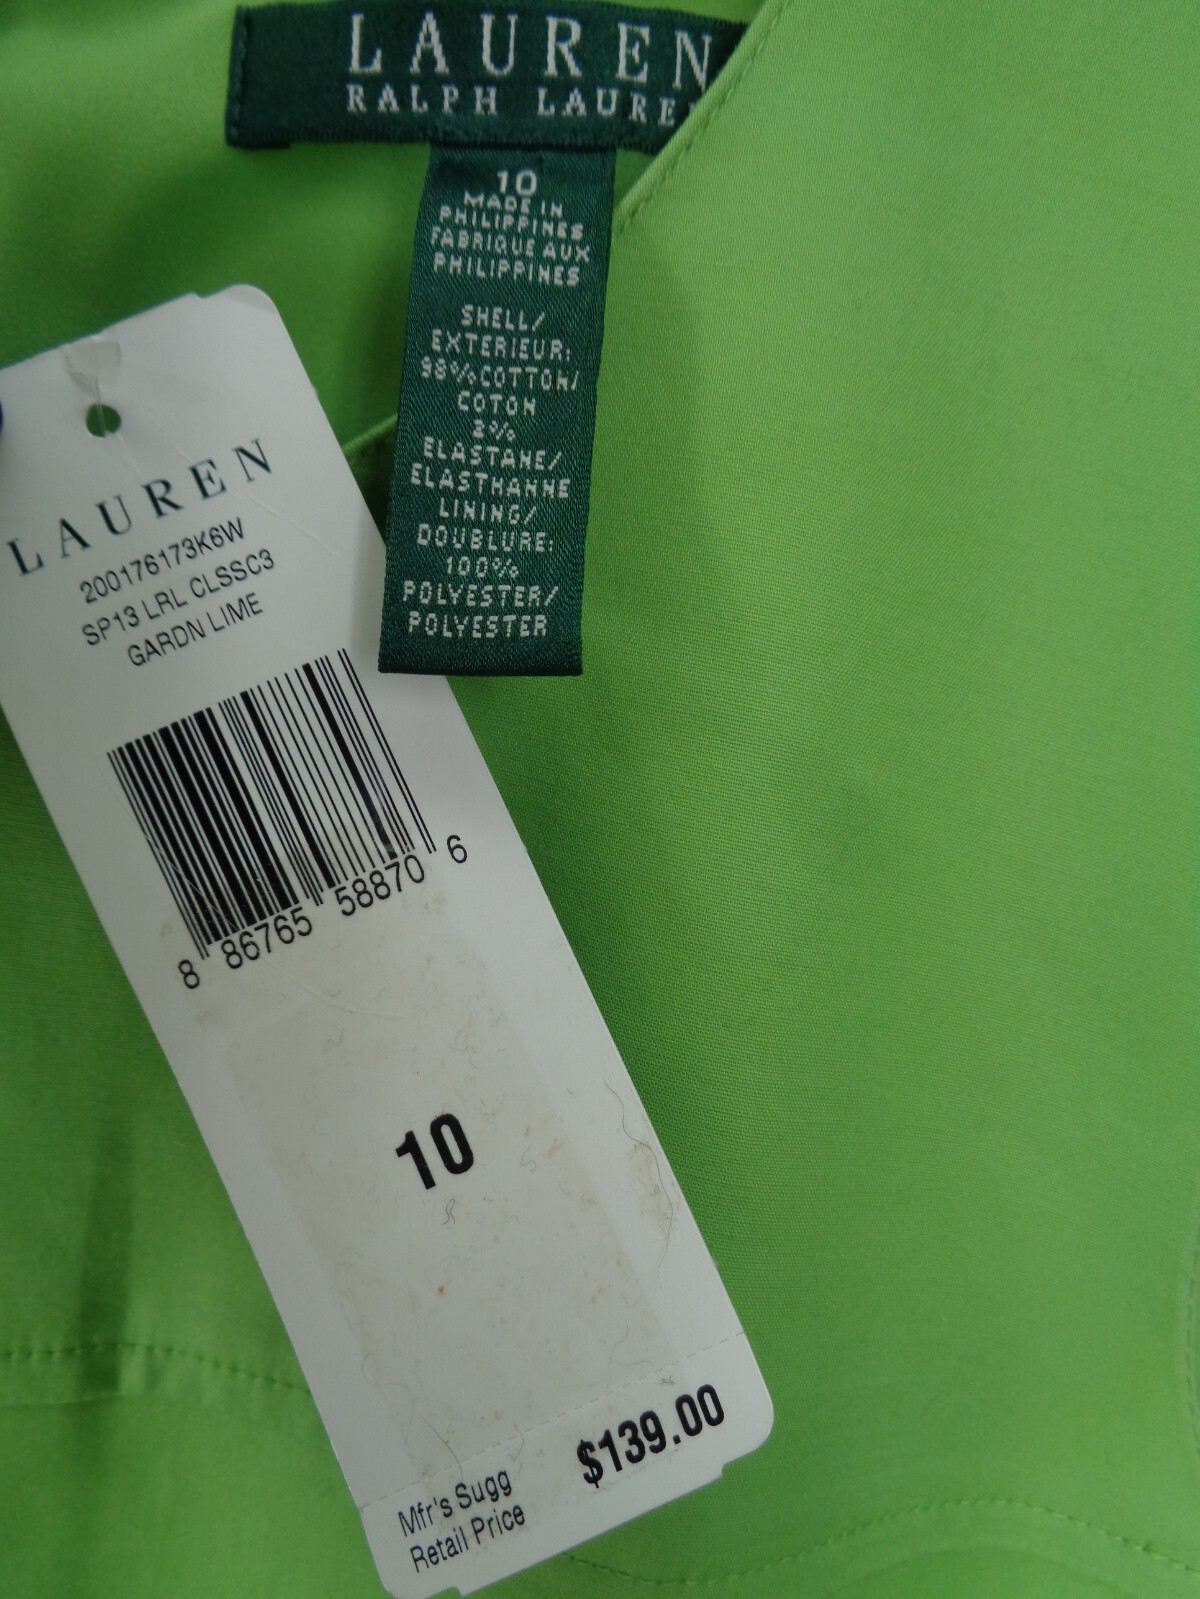 LAUREN
RALPH LAUREN
10
MADE IN
PHILIPPINES
FABRIQUE AUX
PHILIPPINES
SHELL/
EXTERIEUR:
98% COTTON/
COTON
2%
ELASTANE/
ELASTHANNE
LINING/
DOUBLURE:
100%
POLYESTER/
POLYESTER
LAUREN
200176173K6W
SP13 LRL CLSSC3
GARDN LIME
8 86765 58870 6
10
$139.00
Mfr's Sugg
Retail Price